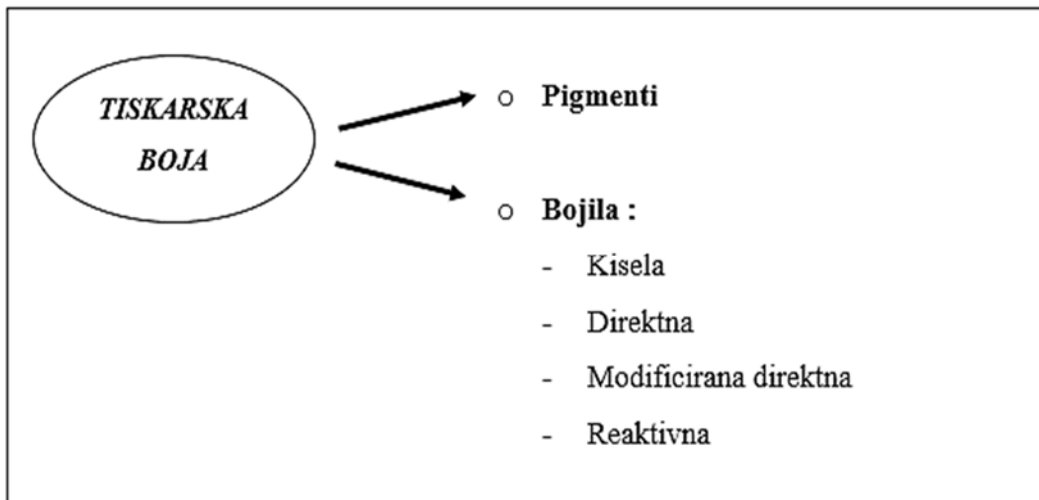 TISKARSKA
BOJA
o Pigmenti
o Bojila :
- Kisela
- Direktna
- Modificirana direktna
- Reaktivna